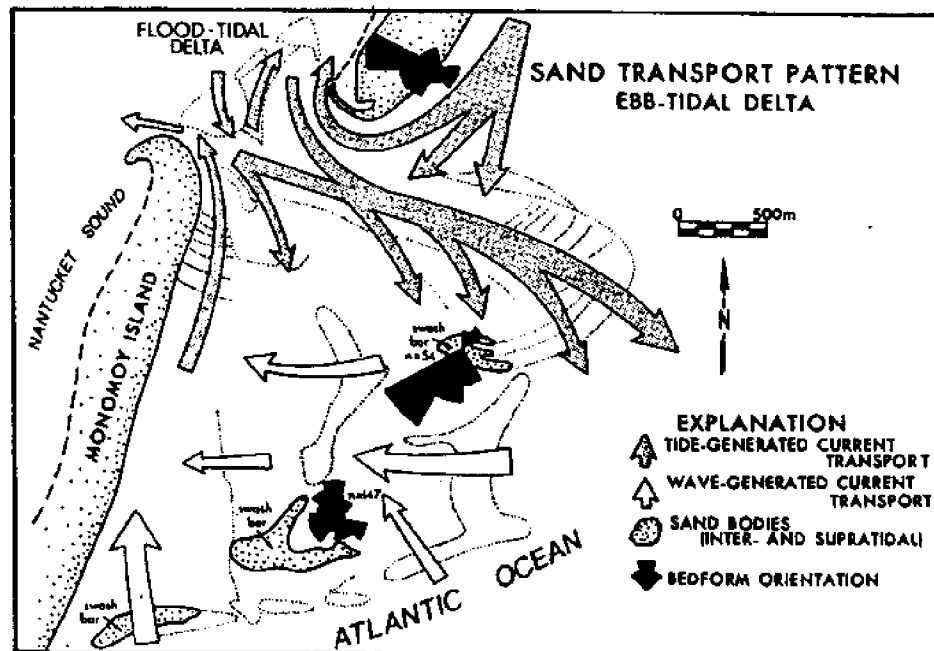 FLOOD-TIDAL
DELTA
SAND TRANSPORT PATTERN
EBB-TIDAL DELTA
0 500m
N
NANTUCKET SOUND
MONOMOY ISLAND
swash
bar
n=54
swash
bar
n=147
swash
bar
ATLANTIC OCEAN
EXPLANATION
TIDE-GENERATED CURRENT
TRANSPORT
WAVE-GENERATED CURRENT
TRANSPORT
SAND BODIES
(INTER- AND SUPRATIDAL)
BEDFORM ORIENTATION